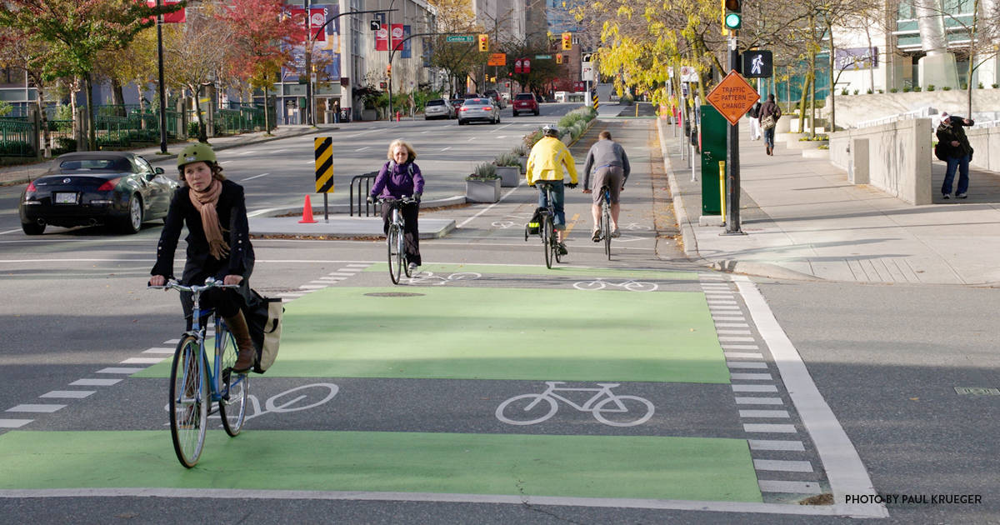 Cambie St
TRAFFIC
PATTERN
CHANGE
PHOTO BY PAUL KRUEGER